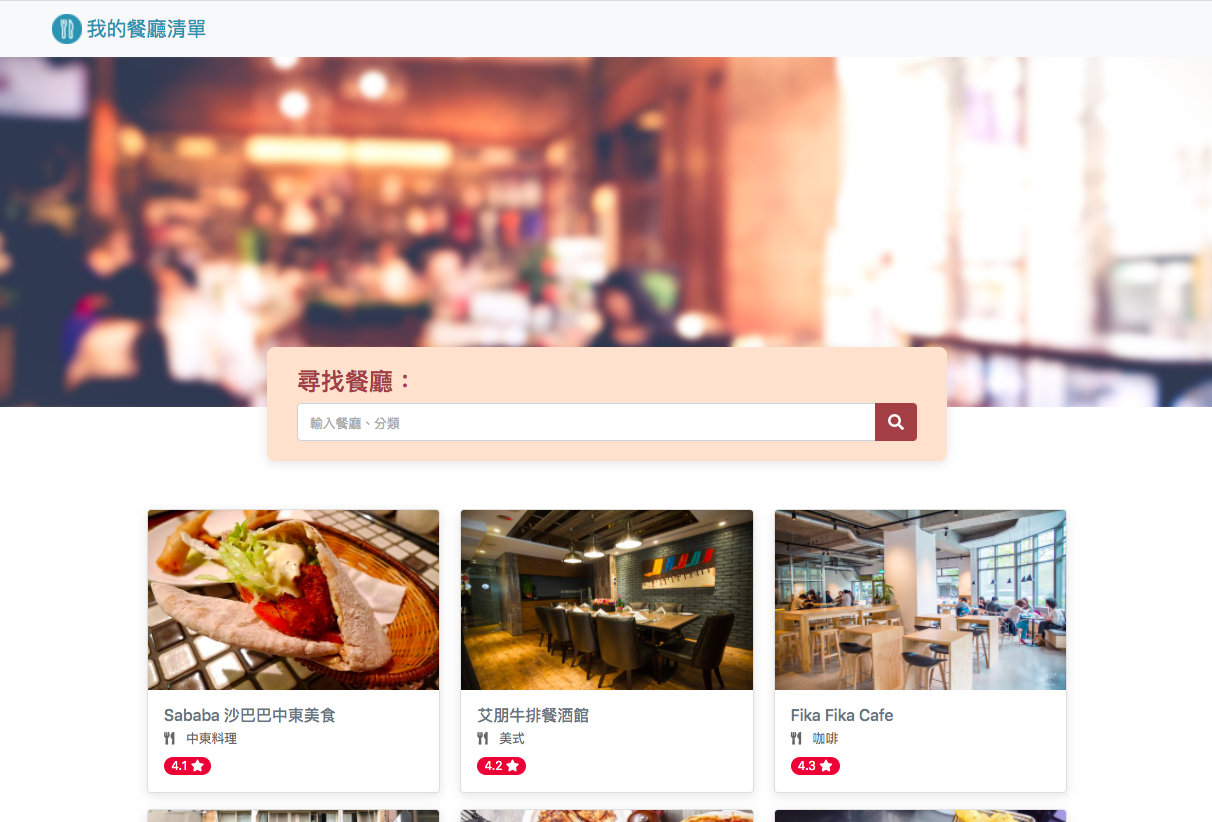 我的餐廳清單
尋找餐廳：
輸入餐廳、分類
Sababa 沙巴巴中東美食
中東料理
4.1
艾朋牛排餐酒館
美式
4.2
Fika Fika Cafe
咖啡
4.3